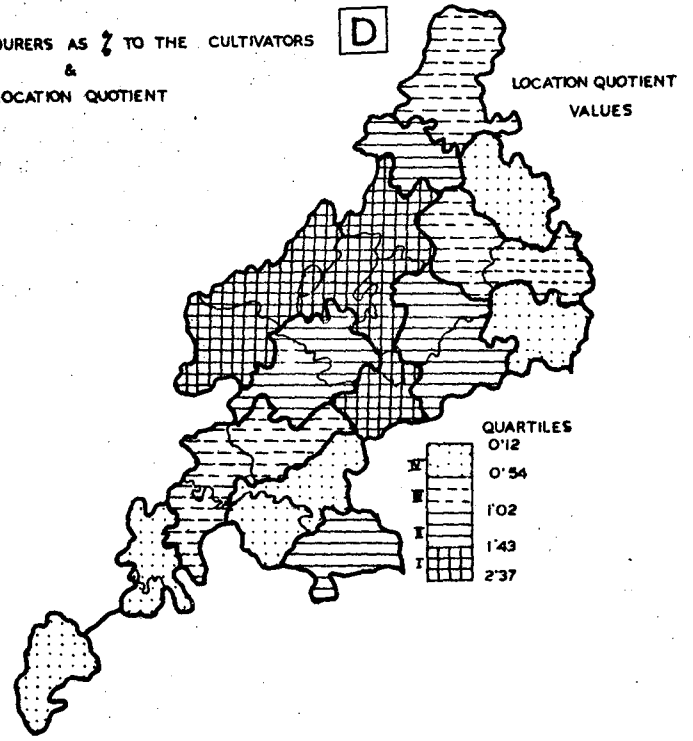 OURERS AS % TO THE CULTIVATORS
&
OCATION QUOTIENT
D
LOCATION QUOTIENT
VALUES
QUARTILES
0·12
IV
0·54
III
1·02
II
1·43
I
2·37